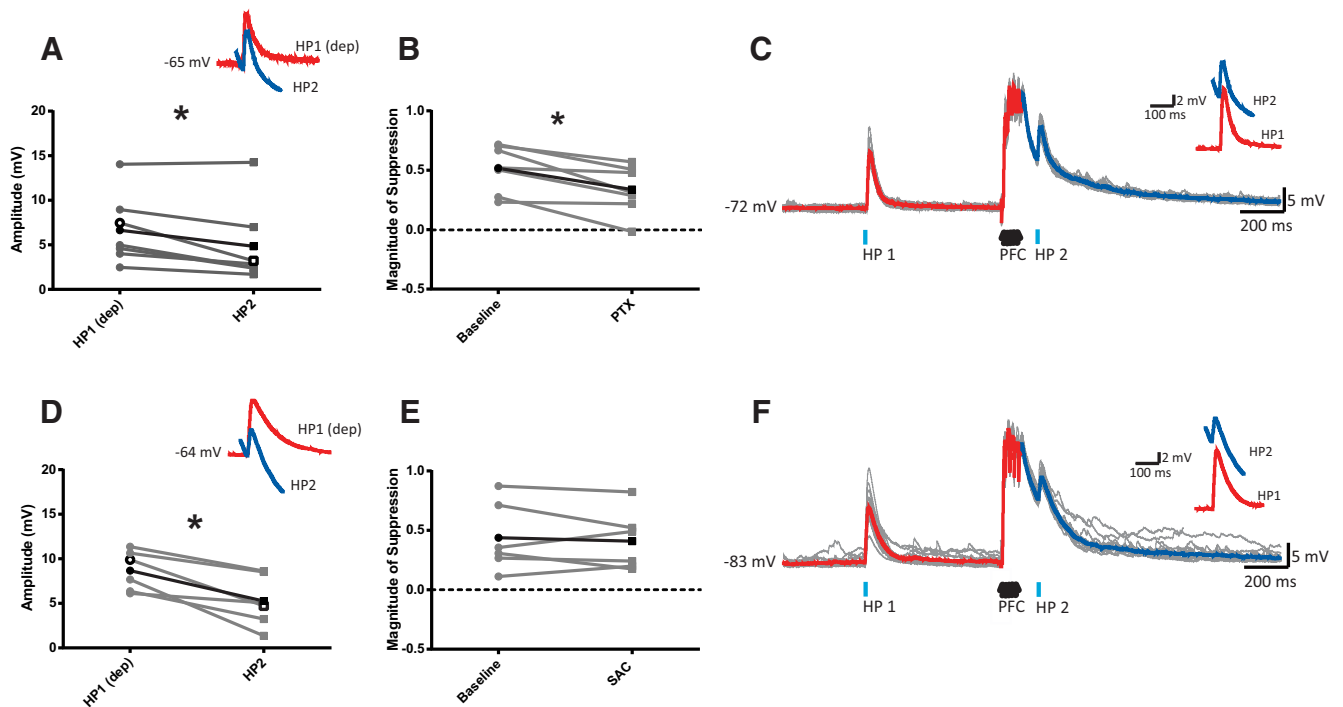 A
-65 mV
HP1 (dep)
HP2
*
Amplitude (mV)
20
15
10
5
0
HP1 (dep)
HP2
B
*
Magnitude of Suppression
1.0
0.5
0.0
-0.5
Baseline
PTX
C
2 mV
100 ms
HP2
HP1
-72 mV
5 mV
200 ms
HP 1
PFC
HP 2
D
-64 mV
HP1 (dep)
HP2
*
Amplitude (mV)
20
15
10
5
0
HP1 (dep)
HP2
E
Magnitude of Suppression
1.0
0.5
0.0
-0.5
Baseline
SAC
F
2 mV
100 ms
HP2
HP1
-83 mV
5 mV
200 ms
HP 1
PFC
HP 2